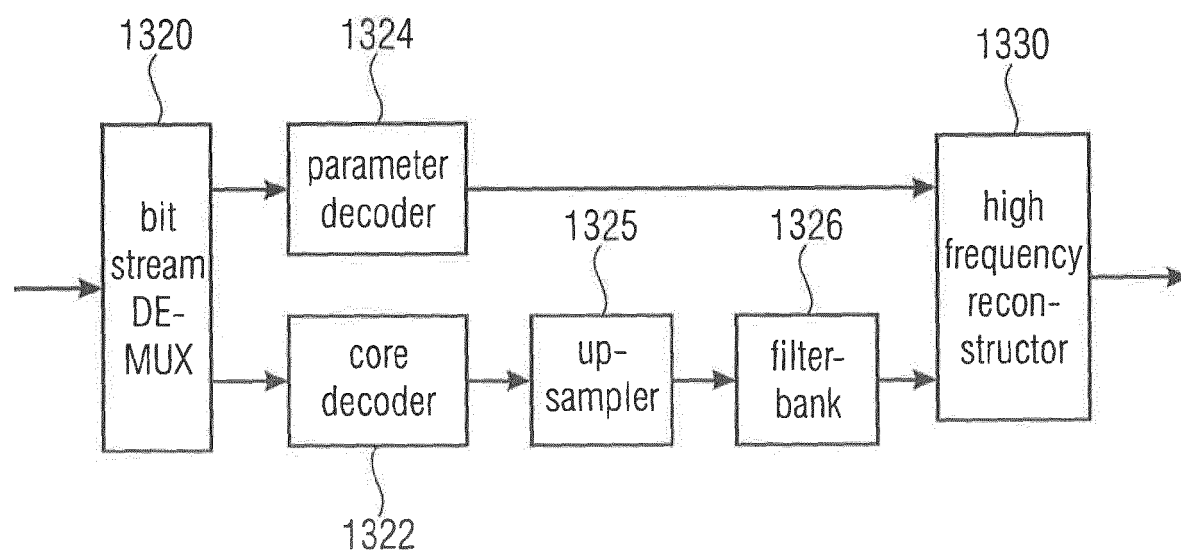 1320
1324
1330
bit
stream
DE-
MUX
parameter
decoder
1325
1326
high
frequency
recon-
structor
core
decoder
up-
sampler
filter-
bank
1322